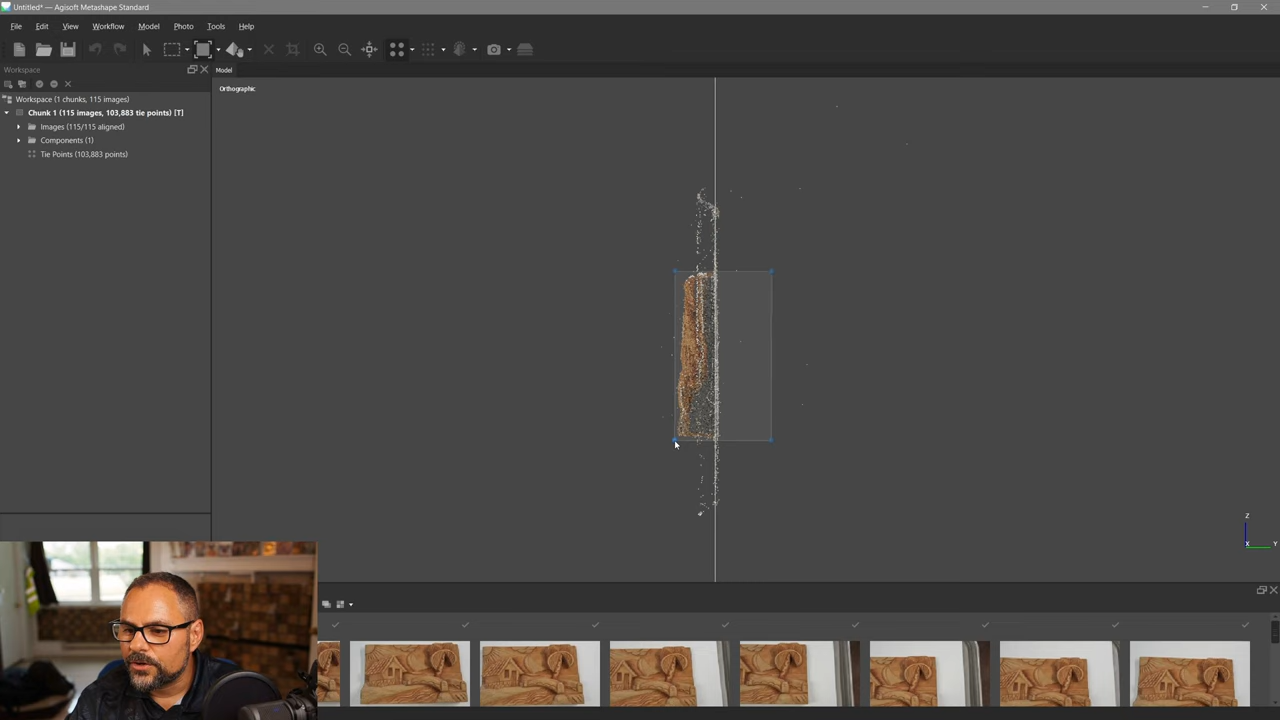 Untitled* — Agisoft Metashape Standard
File Edit View Workflow Model Photo Tools Help
Workspace
Model
Orthographic
Workspace (1 chunks, 115 images)
Chunk 1 (115 images, 103,883 tie points) [T]
Images (115/115 aligned)
Components (1)
Tie Points (103,883 points)
Z
X Y